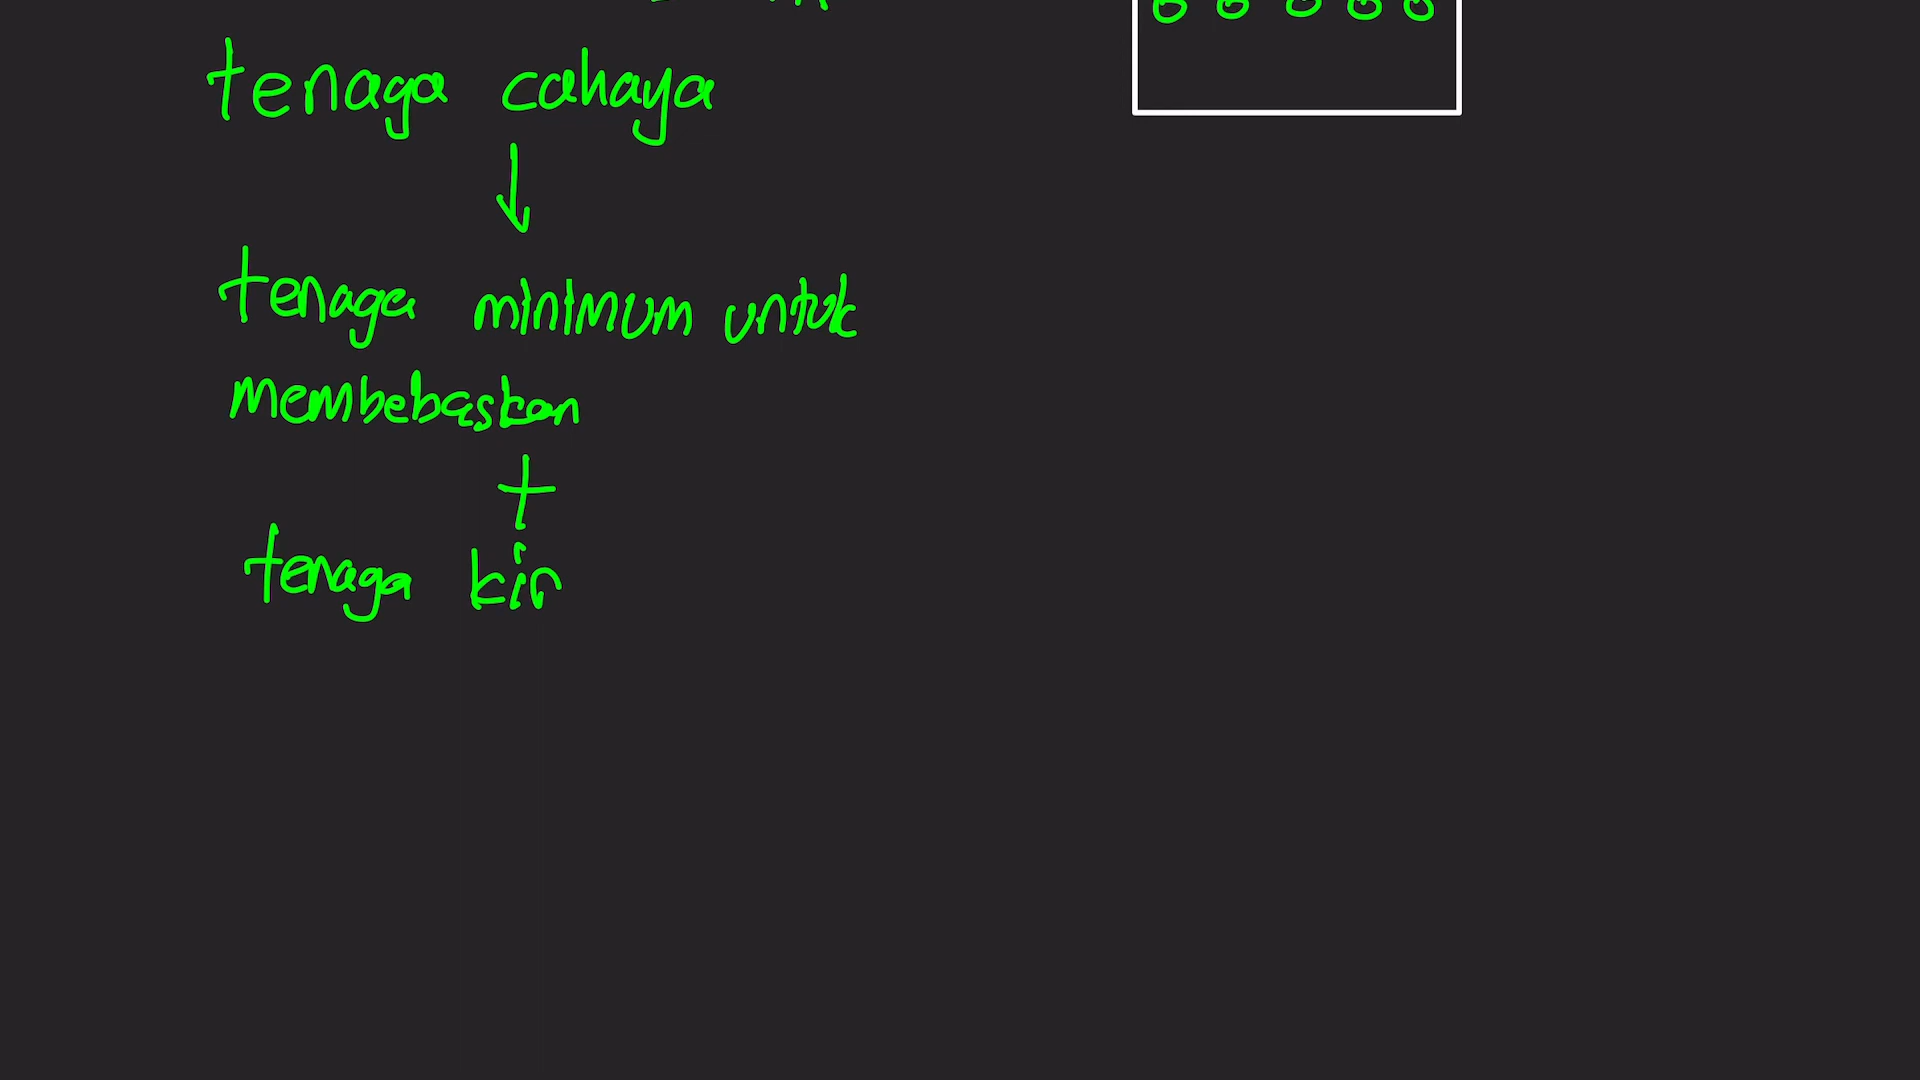 tenaga cahaya
↓
tenaga minimum untuk
membebaskan
+
tenaga kin